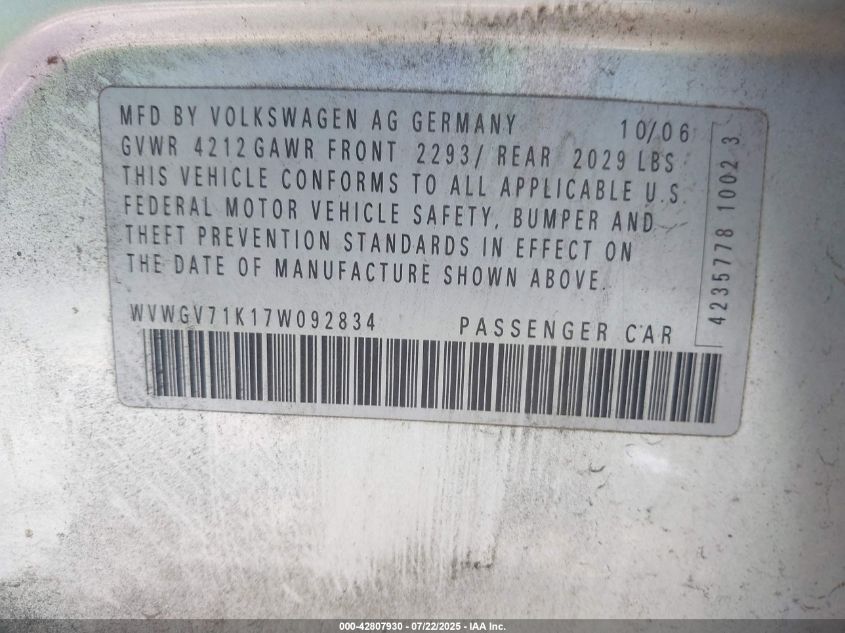 MFD BY VOLKSWAGEN AG GERMANY 10/06
GVWR 4212 GAWR FRONT 2293/ REAR 2029 LBS
THIS VEHICLE CONFORMS TO ALL APPLICABLE U.S.
FEDERAL MOTOR VEHICLE SAFETY, BUMPER AND
THEFT PREVENTION STANDARDS IN EFFECT ON
THE DATE OF MANUFACTURE SHOWN ABOVE.
WVWGV71K17W092834 PASSENGER CAR
42357781002 3
000-42807930 - 07/22/2025 - IAA Inc.